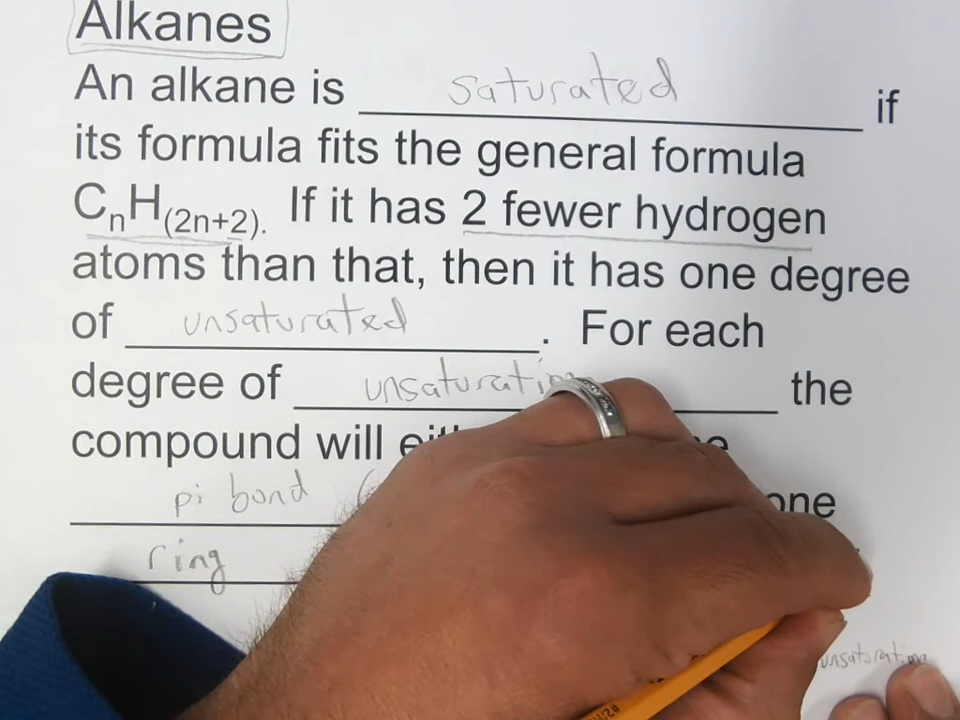 Alkanes
An alkane is saturated if
its formula fits the general formula
CnH(2n+2). If it has 2 fewer hydrogen
atoms than that, then it has one degree
of unsaturated. For each
degree of unsaturation the
compound will
pi bond one
ring
unsaturation